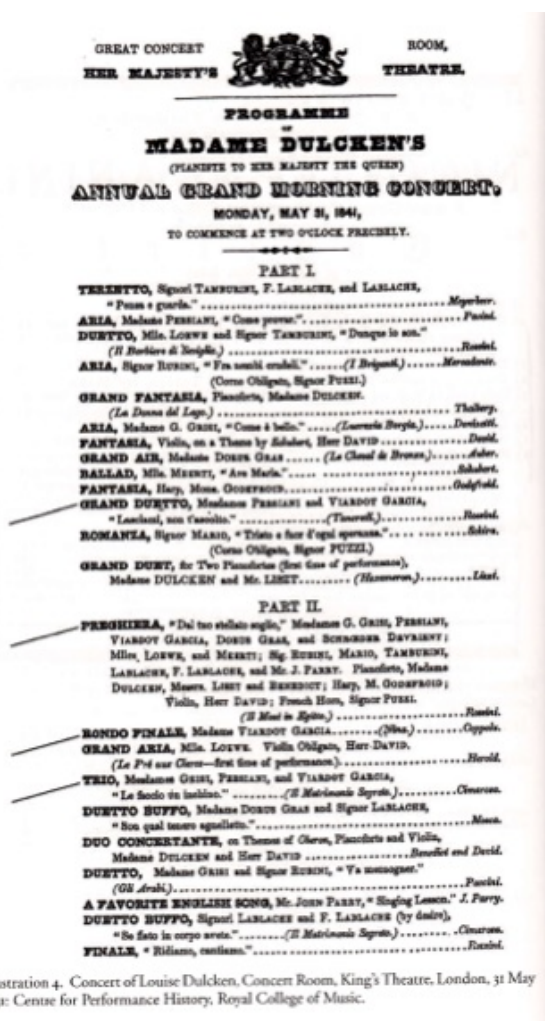 GREAT CONCERT ROOM,
HER MAJESTY'S THEATRE.
PROGRAMME
OF
MADAME DULCKEN'S
(PIANISTE TO HER MAJESTY THE QUEEN)
ANNUAL GRAND MORNING CONCERT.
MONDAY, MAY 31, 1841,
TO COMMENCE AT TWO O'CLOCK PRECISELY.
PART I.
TERZETTO, Signori TAMBURINI, F. LABLACHE, and LABLACHE,
"Pensa e guarda." Meyerbeer.
ARIA, Madame PERSIANI, "Come provar." Pacini.
DUETTO, Mlle. LOEWE and Signor TAMBURINI, "Dunque io son."
(Il Barbiere di Seviglia.) Rossini.
ARIA, Signor RUBINI, "Fra nembi crudeli." (I Briganti.) Mercadante.
(Corno Obligato, Signor PUZZI.)
GRAND FANTASIA, Pianoforte, Madame DULCKEN.
(La Donna del Lago.) Thalberg.
ARIA, Madame G. GRISI, "Come è bello." (Lucrezia Borgia.) Donizetti.
FANTASIA, Violin, on a Theme by Schubert, Herr DAVID David.
GRAND AIR, Madame DORUS GRAS (Le Cheval de Bronze.) Auber.
BALLAD, Mlle. MEERTI, "Ave Maria." Schubert.
FANTASIA, Harp, Mons. GODEFROID Godefroid.
GRAND DUETTO, Mesdames PERSIANI and VIARDOT GARCIA,
"Lasciami, non t'ascolto." (Tancredi.) Rossini.
ROMANZA, Signor MARIO, "Tristo e fuor d'ogni speranza." Schira.
(Corno Obligato, Signor PUZZI.)
GRAND DUET, for Two Pianofortes (first time of performance),
Madame DULCKEN and Mr. LISZT (Hexameron.) Liszt.
PART II.
PREGHIERA, "Dal tuo stellato soglio," Mesdames G. GRISI, PERSIANI,
VIARDOT GARCIA, DORUS GRAS, and SCHROEDER DEVRIENT;
Mlles. LOEWE, and MEERTI; Sig. RUBINI, MARIO, TAMBURINI,
LABLACHE, F. LABLACHE, and Mr. J. PARRY. Pianoforte, Madame
DULCKEN, Messrs. LISZT and BENEDICT; Harp, M. GODEFROID;
Violin, Herr DAVID; French Horn, Signor PUZZI.
(Il Mosè in Egitto.) Rossini.
RONDO FINALE, Madame VIARDOT GARCIA (Nina.) Coppola.
GRAND ARIA, Mlle. LOEWE. Violin Obligato, Herr DAVID.
(Le Pré aux Clercs—first time of performance.) Herold.
TRIO, Mesdames GRISI, PERSIANI, and VIARDOT GARCIA,
"Le faccio un inchino." (Il Matrimonio Segreto.) Cimarosa.
DUETTO BUFFO, Madame DORUS GRAS and Signor LABLACHE,
"Son qual tenero agnelletto." Mosca.
DUO CONCERTANTE, on Themes of Oberon, Pianoforte and Violin,
Madame DULCKEN and Herr DAVID Benedict and David.
DUETTO, Madame GRISI and Signor RUBINI, "Va menzogner."
(Gli Arabi.) Pacini.
A FAVORITE ENGLISH SONG, Mr. JOHN PARRY, "Singing Lesson." J. Parry.
DUETTO BUFFO, Signori LABLACHE and F. LABLACHE (by desire),
"Se fiato in corpo avete." (Il Matrimonio Segreto.) Cimarosa.
FINALE, "Ridiamo, cantiamo." Rossini.
stration 4. Concert of Louise Dulcken, Concert Room, King's Theatre, London, 31 May
Centre for Performance History, Royal College of Music.